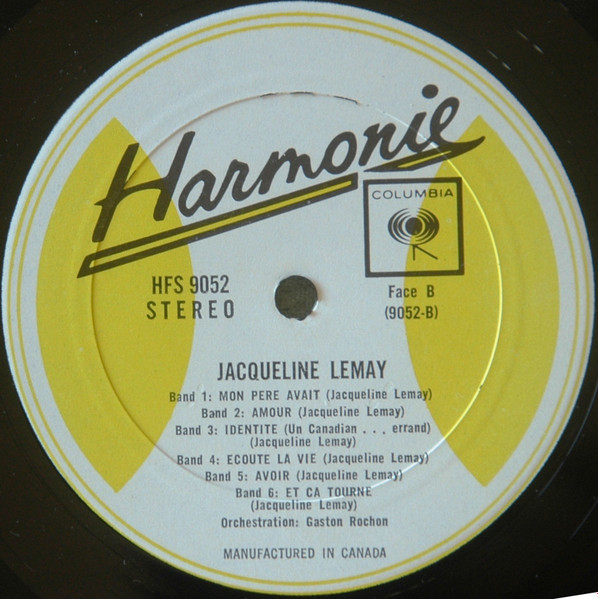 Harmonie
COLUMBIA
HFS 9052
STEREO
Face B
(9052-B)
JACQUELINE LEMAY
Band 1: MON PERE AVAIT (Jacqueline Lemay)
Band 2: AMOUR (Jacqueline Lemay)
Band 3: IDENTITE (Un Canadian . . . errand)
(Jacqueline Lemay)
Band 4: ECOUTE LA VIE (Jacqueline Lemay)
Band 5: AVOIR (Jacqueline Lemay)
Band 6: ET CA TOURNE
(Jacqueline Lemay)
Orchestration: Gaston Rochon
MANUFACTURED IN CANADA